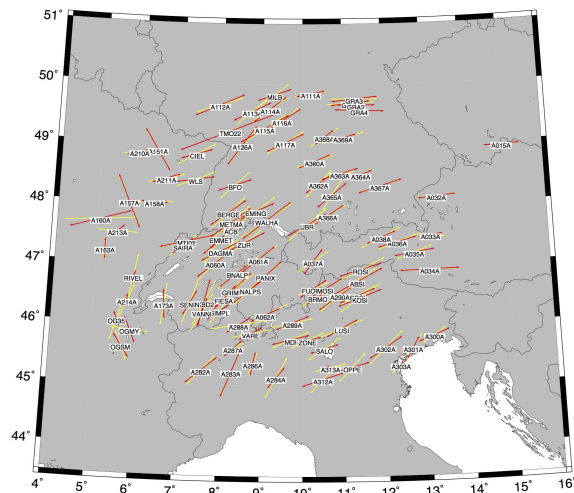 51°
50°
49°
48°
47°
46°
45°
44°
A112A
MILB
A111A
GRA3
GRA2
GRA4
A114A
A116A
TMO22
A115A
A126A
A117A
A368A
A369A
A015A
A210A
A151A
CIEL
A360A
A211A
WLS
BFO
A363A
A364A
A362A
A367A
A365A
A032A
A157A
A158A
A160A
BERGE
EMING
A366A
METMA
WALHA
UBR
A213A
ACB
A163A
SAIRA
EMMET
ZUR
A038A
A033A
A036A
DAGMA
A035A
A060A
A061A
A037A
ROSI
A034A
RIVEL
BNALP
PANIX
ABSI
FUOI
MOSI
A214A
A173A
FIESA
BRMO
A290A
KOSI
SENIN
VANNI
SIMPL
A062A
OG35
A288A
A289A
OGMY
VARE
LUSI
A300A
OGSM
A287A
MDI
ZONE
SALO
A302A
A301A
A282A
A283A
A286A
A303A
A313A
OPPE
A284A
A312A
4° 5° 6° 7° 8° 9° 10° 11° 12° 13° 14° 15° 16°